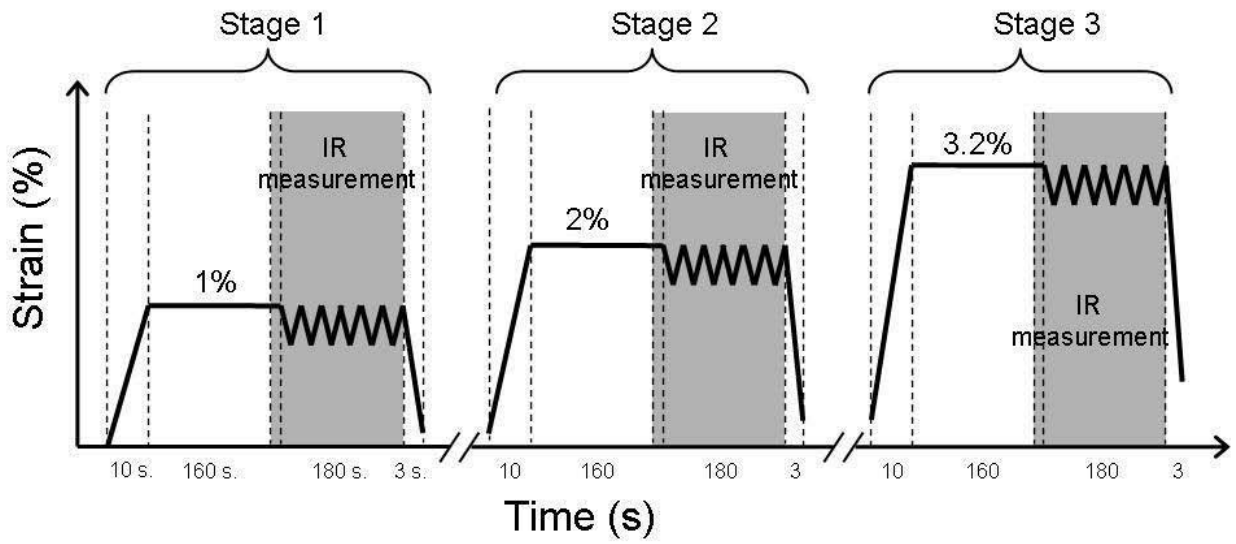 Stage 1
Stage 2
Stage 3
Strain (%)
IR
measurement
1%
IR
measurement
2%
3.2%
IR
measurement
10 s.
160 s.
180 s.
3 s.
10
160
180
3
10
160
180
3
Time (s)